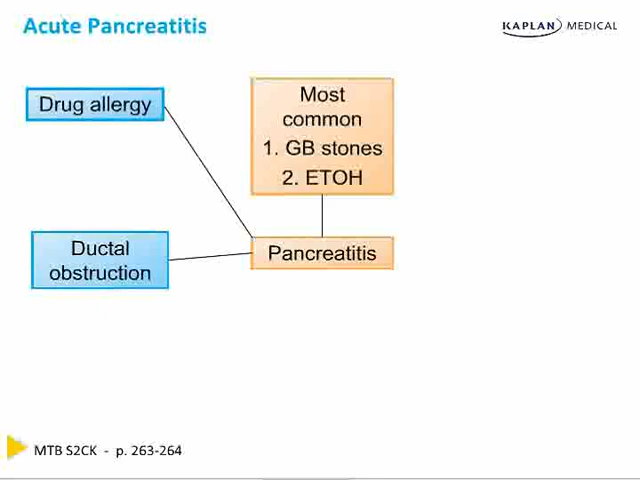 Acute Pancreatitis
KAPLAN MEDICAL
Drug allergy
Most
common
1. GB stones
2. ETOH
Ductal
obstruction
Pancreatitis
MTB S2CK - p. 263-264